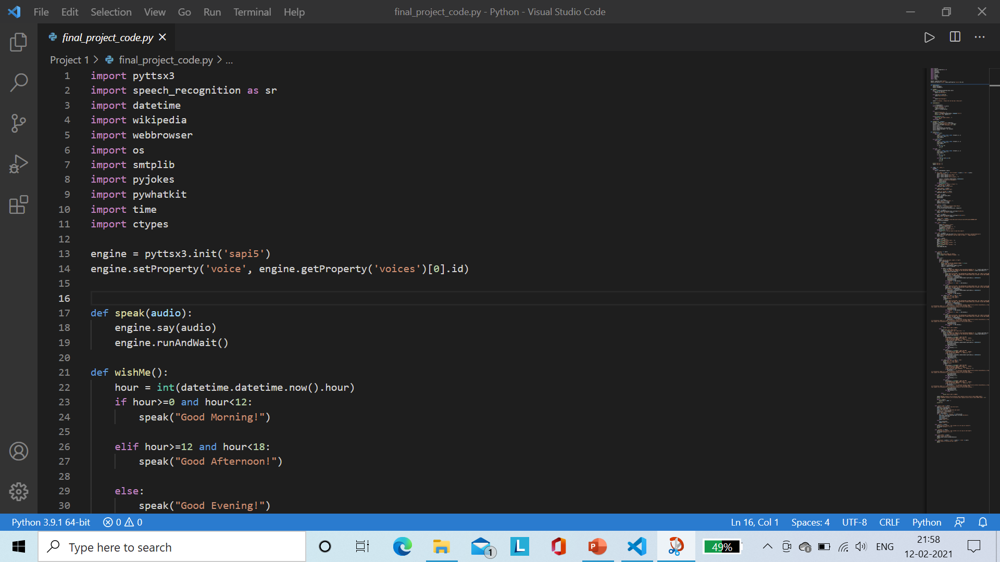 File Edit Selection View Go Run Terminal Help final_project_code.py - Python - Visual Studio Code
final_project_code.py
Project 1 > final_project_code.py > ...
1 import pyttsx3
2 import speech_recognition as sr
3 import datetime
4 import wikipedia
5 import webbrowser
6 import os
7 import smtplib
8 import pyjokes
9 import pywhatkit
10 import time
11 import ctypes
12
13 engine = pyttsx3.init('sapi5')
14 engine.setProperty('voice', engine.getProperty('voices')[0].id)
15
16
17 def speak(audio):
18     engine.say(audio)
19     engine.runAndWait()
20
21 def wishMe():
22     hour = int(datetime.datetime.now().hour)
23     if hour>=0 and hour<12:
24         speak("Good Morning!")
25
26     elif hour>=12 and hour<18:
27         speak("Good Afternoon!")
28
29     else:
30         speak("Good Evening!")
Python 3.9.1 64-bit 0 0 Ln 16, Col 1 Spaces: 4 UTF-8 CRLF Python
Type here to search L 1 P 49% ENG 21:58
12-02-2021